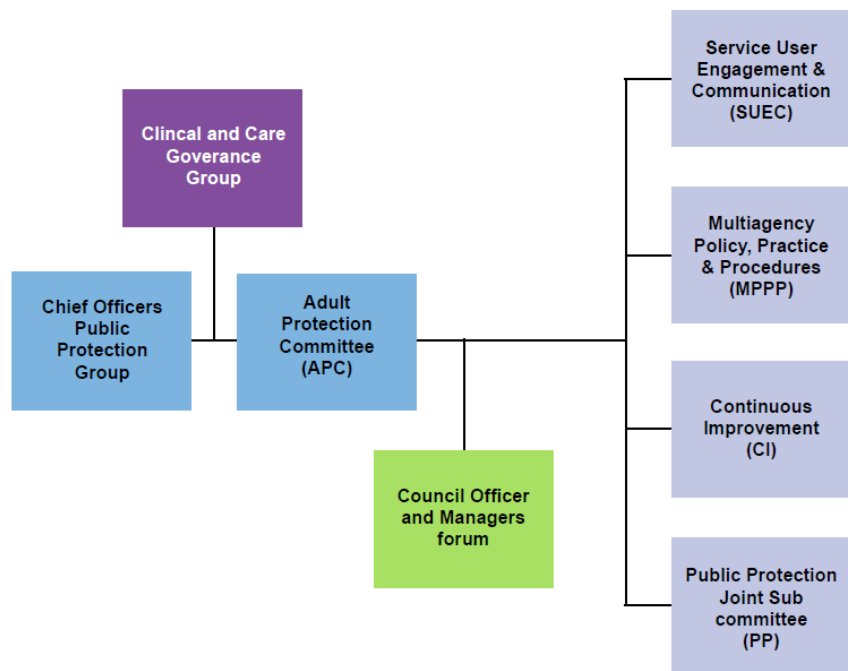 Clincal and Care
Goverance
Group
Chief Officers
Public
Protection
Group
Adult
Protection
Committee
(APC)
Council Officer
and Managers
forum
Service User
Engagement &
Communication
(SUEC)
Multiagency
Policy, Practice
& Procedures
(MPPP)
Continuous
Improvement
(CI)
Public Protection
Joint Sub
committee
(PP)